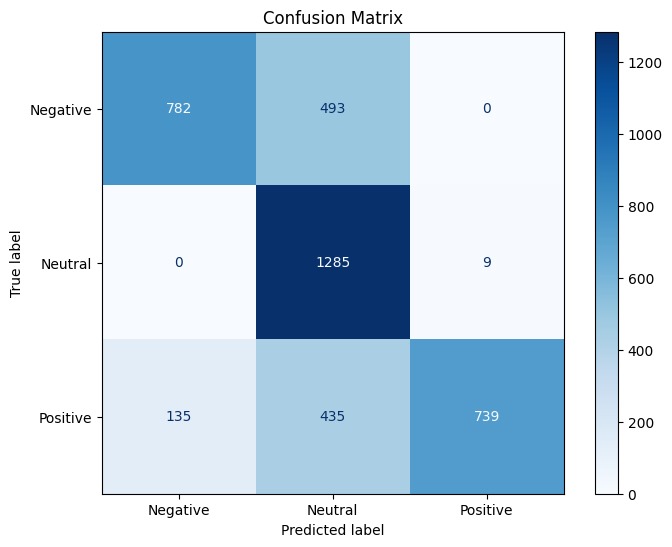 Confusion Matrix
Negative 782 493 0
Neutral 0 1285 9
Positive 135 435 739
Negative Neutral Positive
Predicted label
True label
1200
1000
800
600
400
200
0